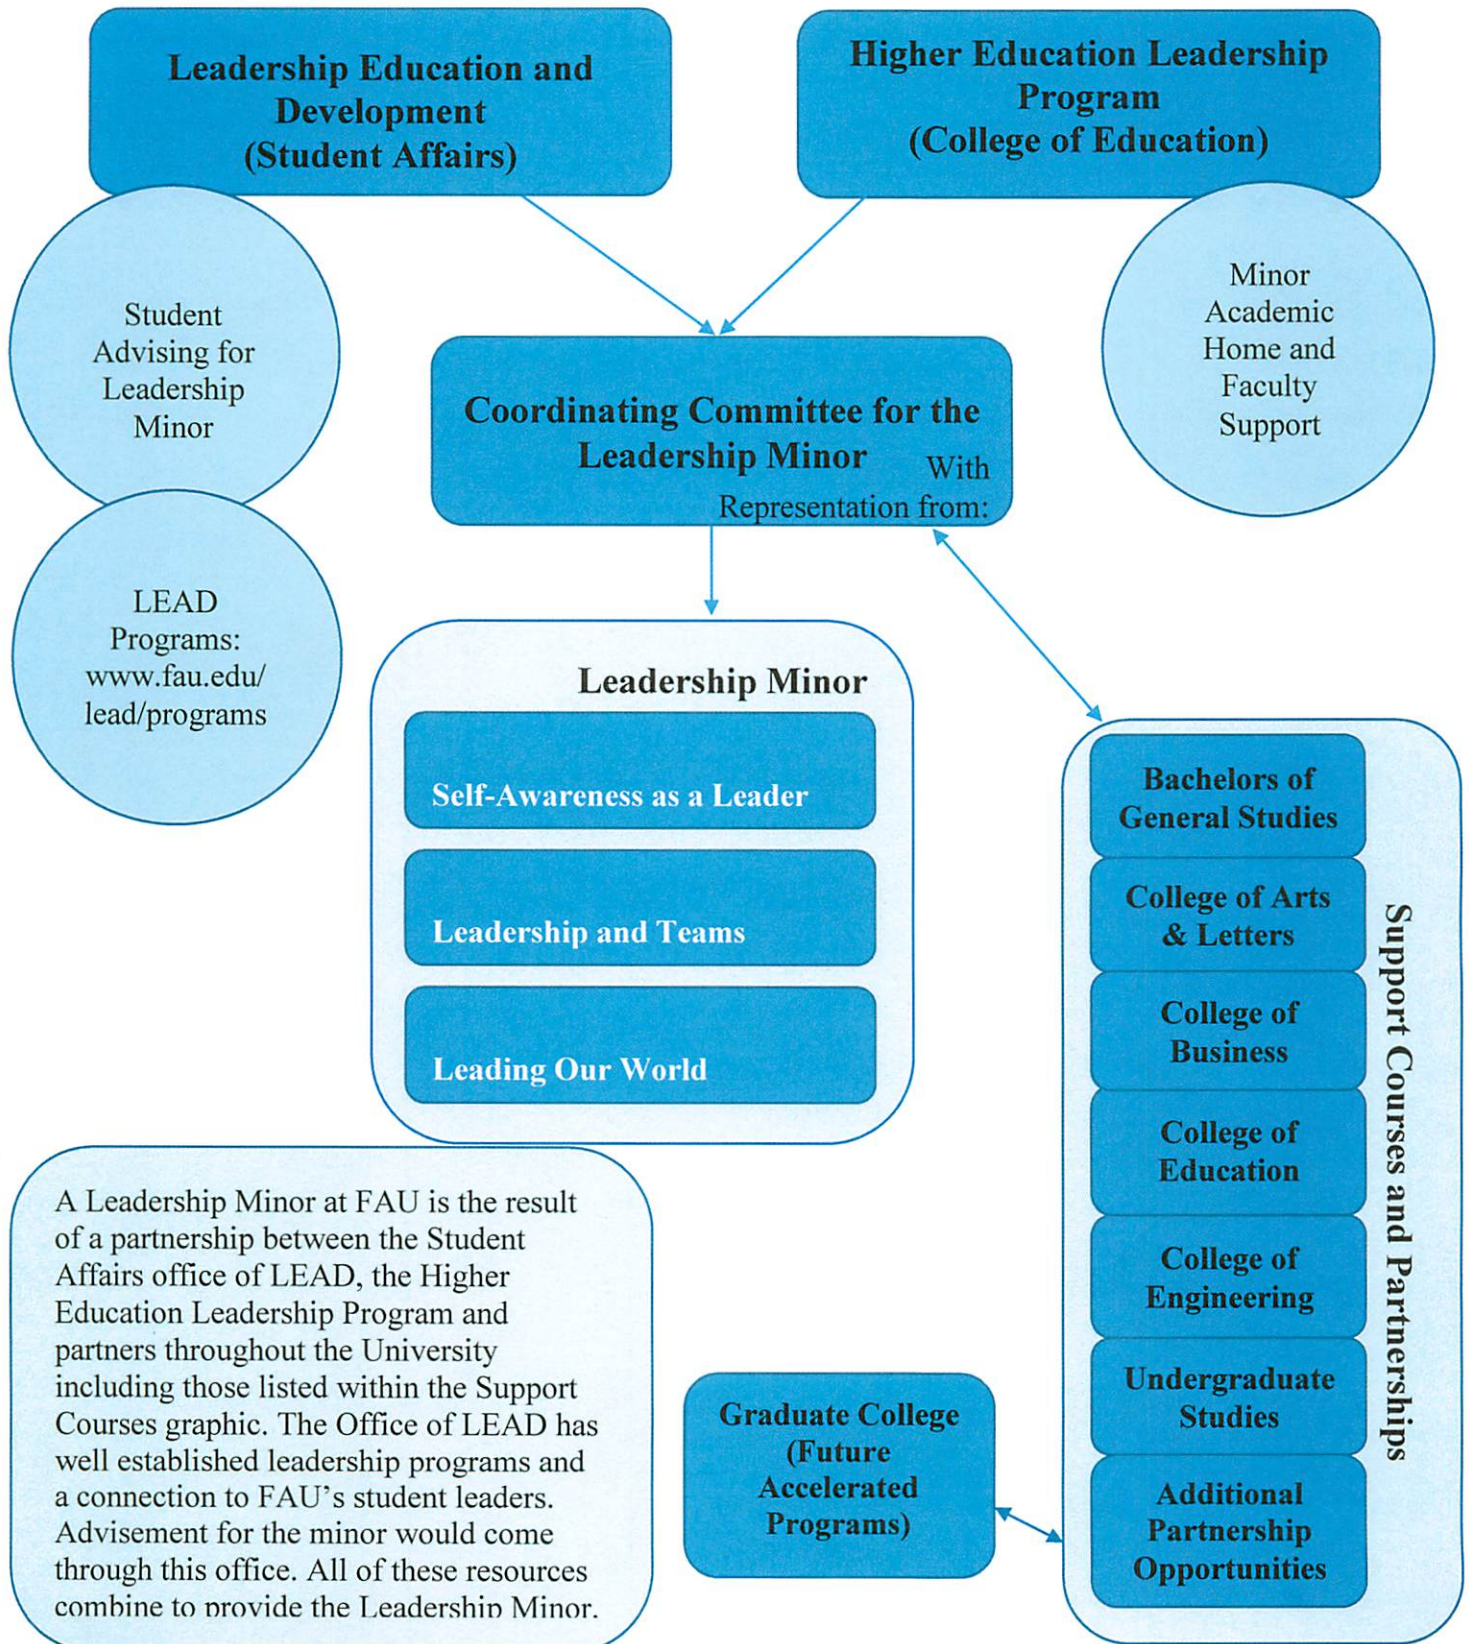 Leadership Education and
Development
(Student Affairs)
Higher Education Leadership
Program
(College of Education)
Student
Advising for
Leadership
Minor
Minor
Academic
Home and
Faculty
Support
Coordinating Committee for the
Leadership Minor With
Representation from:
LEAD
Programs:
www.fau.edu/
lead/programs
Leadership Minor
Self-Awareness as a Leader
Leadership and Teams
Leading Our World
Bachelors of
General Studies
College of Arts
& Letters
College of
Business
College of
Education
College of
Engineering
Undergraduate
Studies
Additional
Partnership
Opportunities
Support Courses and Partnerships
A Leadership Minor at FAU is the result
of a partnership between the Student
Affairs office of LEAD, the Higher
Education Leadership Program and
partners throughout the University
including those listed within the Support
Courses graphic. The Office of LEAD has
well established leadership programs and
a connection to FAU's student leaders.
Advisement for the minor would come
through this office. All of these resources
combine to provide the Leadership Minor.
Graduate College
(Future
Accelerated
Programs)